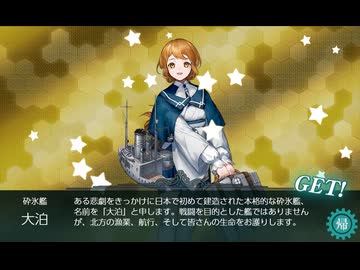 GET!
砕氷艦
大泊
ある悲劇をきっかけに日本で初めて建造された本格的な砕氷艦、
名前を「大泊」と申します。戦闘を目的とした艦ではありません
が、北方の漁業、航行、そして皆さんの生命をお護りします。